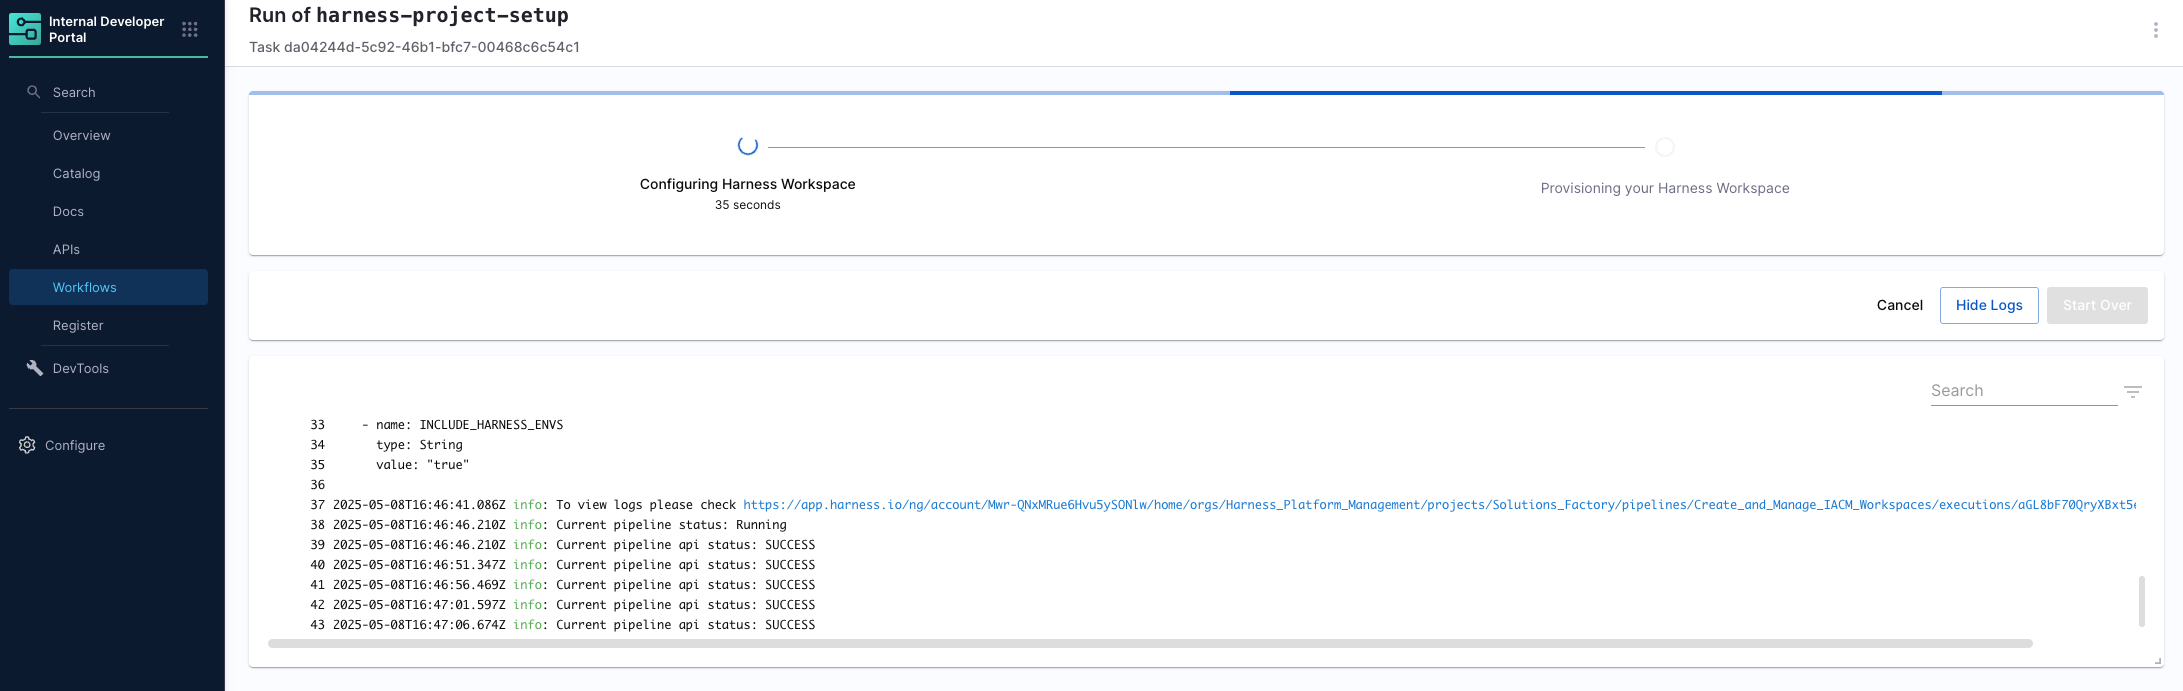 Internal Developer
Portal
Search
Overview
Catalog
Docs
APIs
Workflows
Register
DevTools
Configure
Run of harness-project-setup
Task da04244d-5c92-46b1-bfc7-00468c6c54c1
Configuring Harness Workspace
35 seconds
Provisioning your Harness Workspace
Cancel
Hide Logs
Start Over
Search
33 - name: INCLUDE_HARNESS_ENVS
34 type: String
35 value: "true"
36
37 2025-05-08T16:46:41.086Z info: To view logs please check https://app.harness.io/ng/account/Mwr-QNxMRue6Hvu5ySONlw/home/orgs/Harness_Platform_Management/projects/Solutions_Factory/pipelines/Create_and_Manage_IACM_Workspaces/executions/aGL8bF70QryXBxt5
38 2025-05-08T16:46:46.210Z info: Current pipeline status: Running
39 2025-05-08T16:46:46.210Z info: Current pipeline api status: SUCCESS
40 2025-05-08T16:46:51.347Z info: Current pipeline api status: SUCCESS
41 2025-05-08T16:46:56.469Z info: Current pipeline api status: SUCCESS
42 2025-05-08T16:47:01.597Z info: Current pipeline api status: SUCCESS
43 2025-05-08T16:47:06.674Z info: Current pipeline api status: SUCCESS